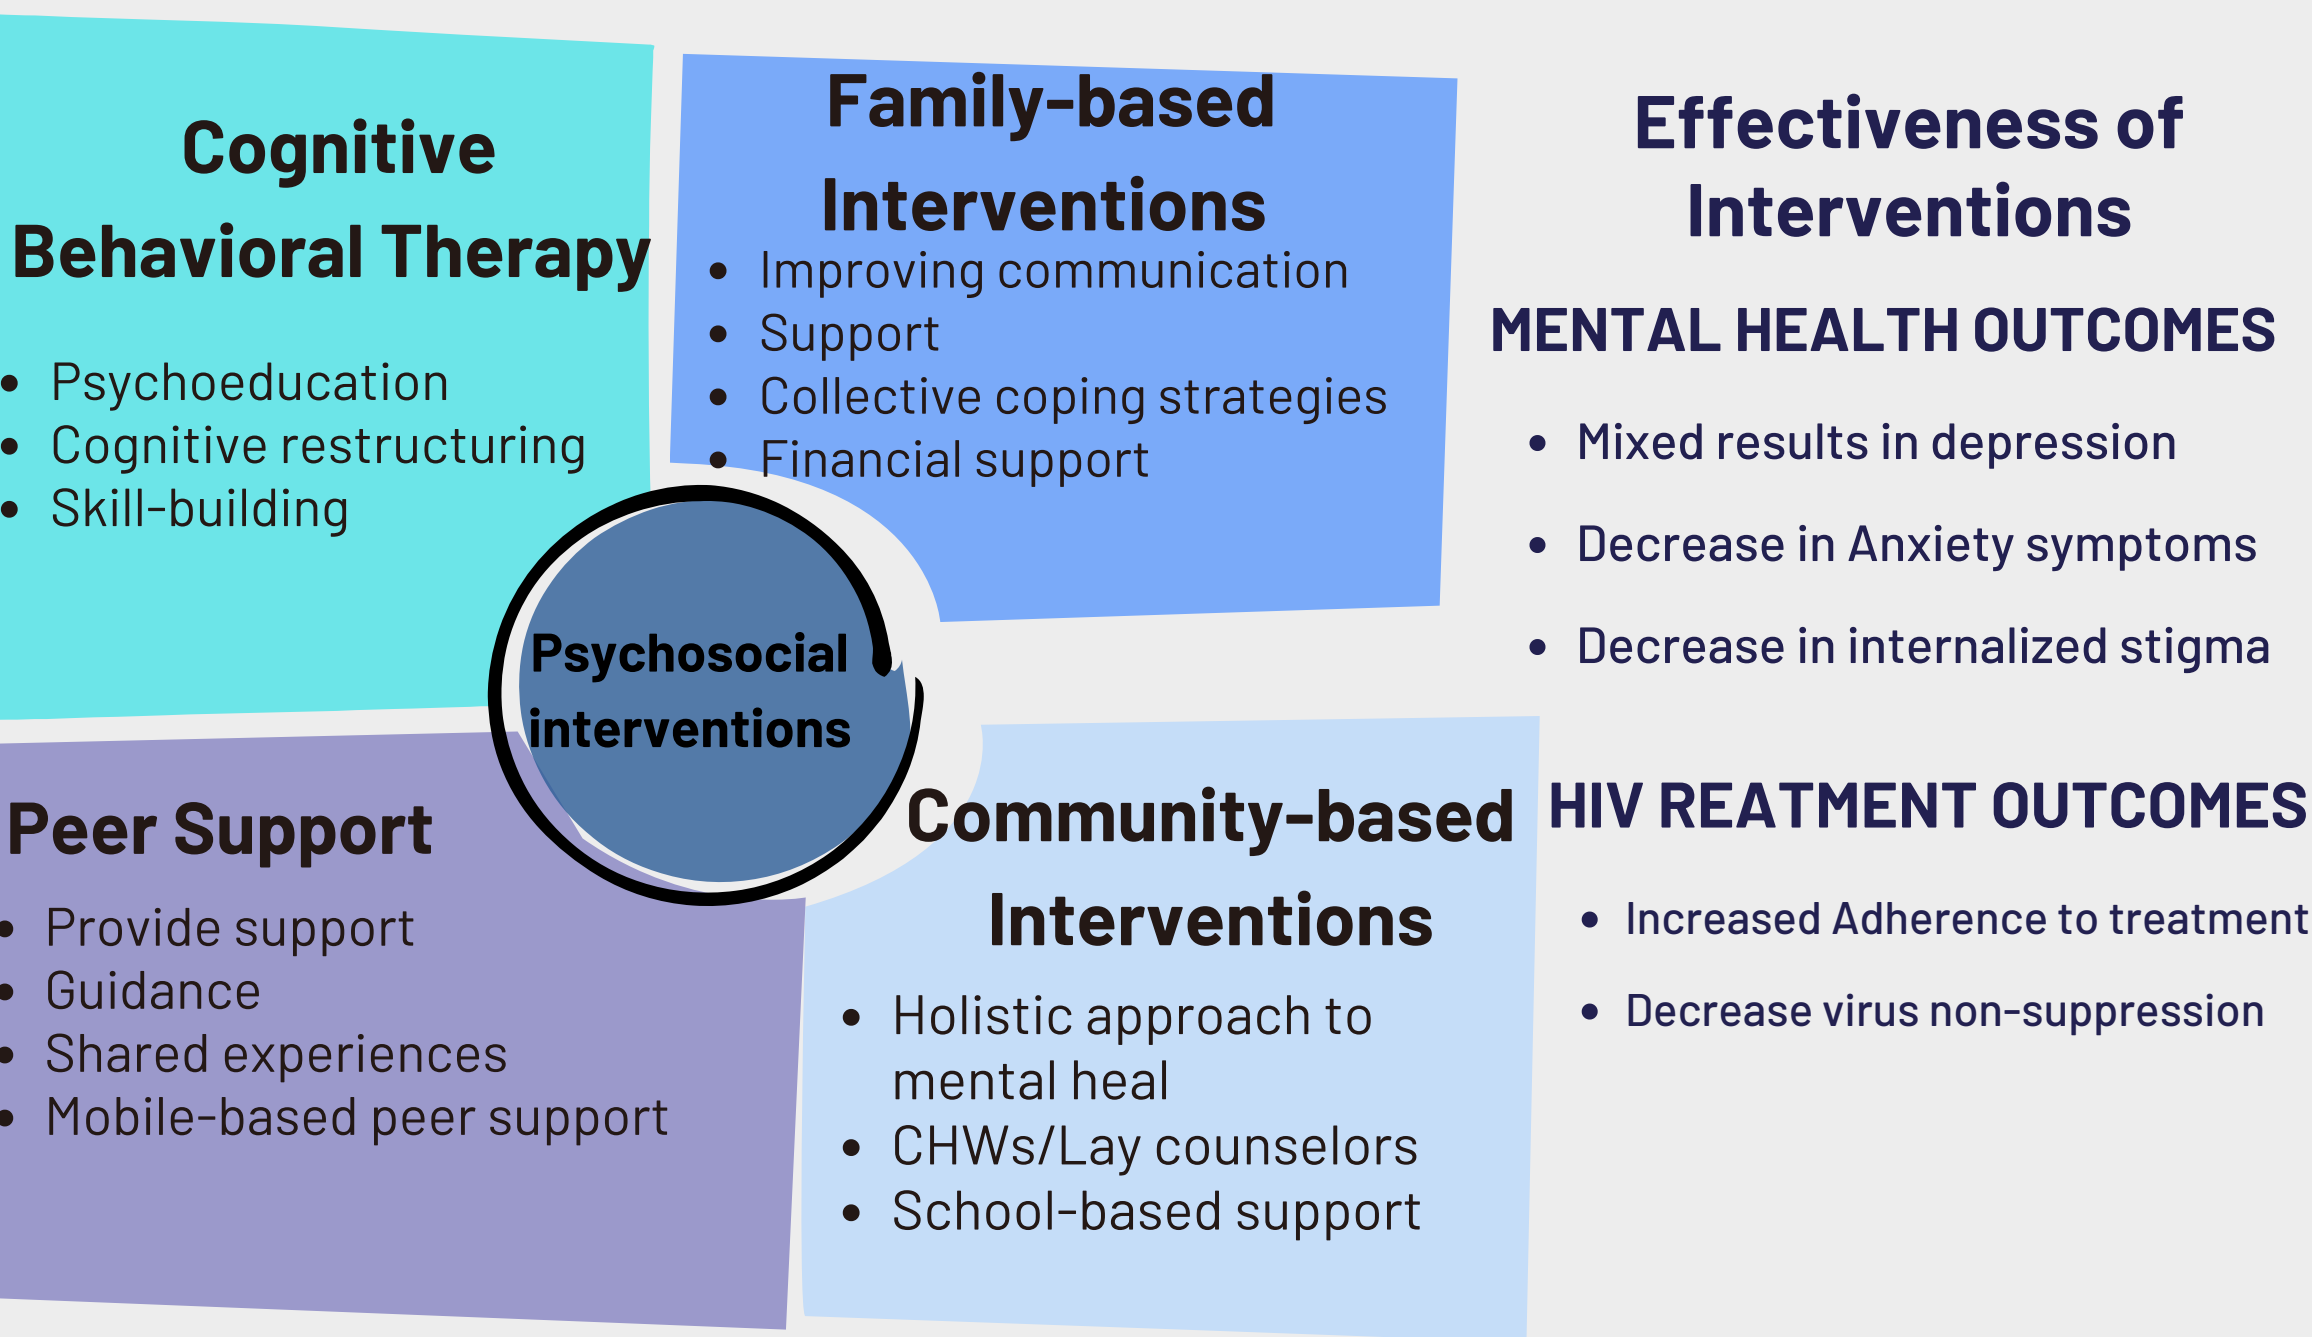 Cognitive
Behavioral Therapy
• Psychoeducation
• Cognitive restructuring
• Skill-building
Family-based
Interventions
• Improving communication
• Support
• Collective coping strategies
• Financial support
Psychosocial
interventions
Peer Support
• Provide support
• Guidance
• Shared experiences
• Mobile-based peer support
Community-based
Interventions
• Holistic approach to
mental heal
• CHWs/Lay counselors
• School-based support
Effectiveness of
Interventions
MENTAL HEALTH OUTCOMES
• Mixed results in depression
• Decrease in Anxiety symptoms
• Decrease in internalized stigma
HIV REATMENT OUTCOMES
• Increased Adherence to treatment
• Decrease virus non-suppression